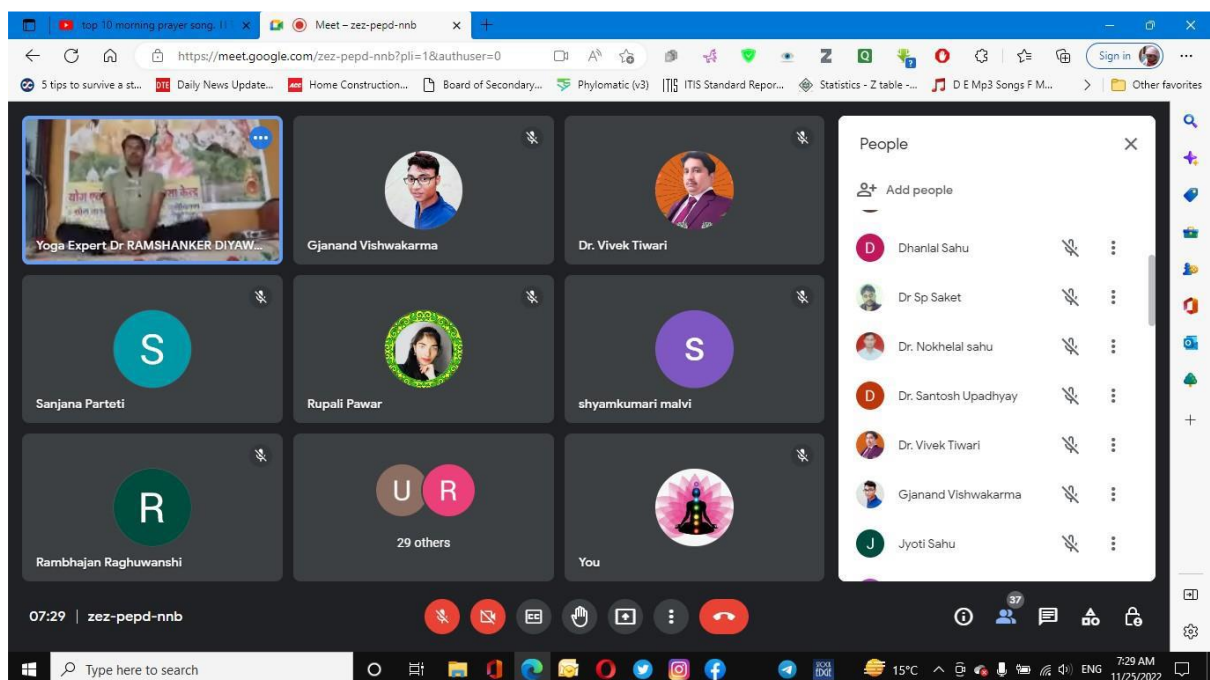 top 10 morning prayer song. II
Meet – zez-pepd-nnb
https://meet.google.com/zez-pepd-nnb?pli=1&authuser=0
Sign in
5 tips to survive a st...
DTE Daily News Update...
ACC Home Construction...
Board of Secondary...
Phylomatic (v3)
ITIS ITIS Standard Repor...
Statistics - Z table -...
D E Mp3 Songs F M...
Other favorites
Yoga Expert Dr RAMSHANKER DIYAW...
Gjanand Vishwakarma
Dr. Vivek Tiwari
S
Sanjana Parteti
Rupali Pawar
S
shyamkumari malvi
R
Rambhajan Raghuwanshi
U R
29 others
You
People
Add people
D Dhanlal Sahu
Dr Sp Saket
Dr. Nokhelal sahu
D Dr. Santosh Upadhyay
Dr. Vivek Tiwari
Gjanand Vishwakarma
J Jyoti Sahu
07:29 | zez-pepd-nnb
37
Type here to search
15°C
ENG
7:29 AM
11/25/2022